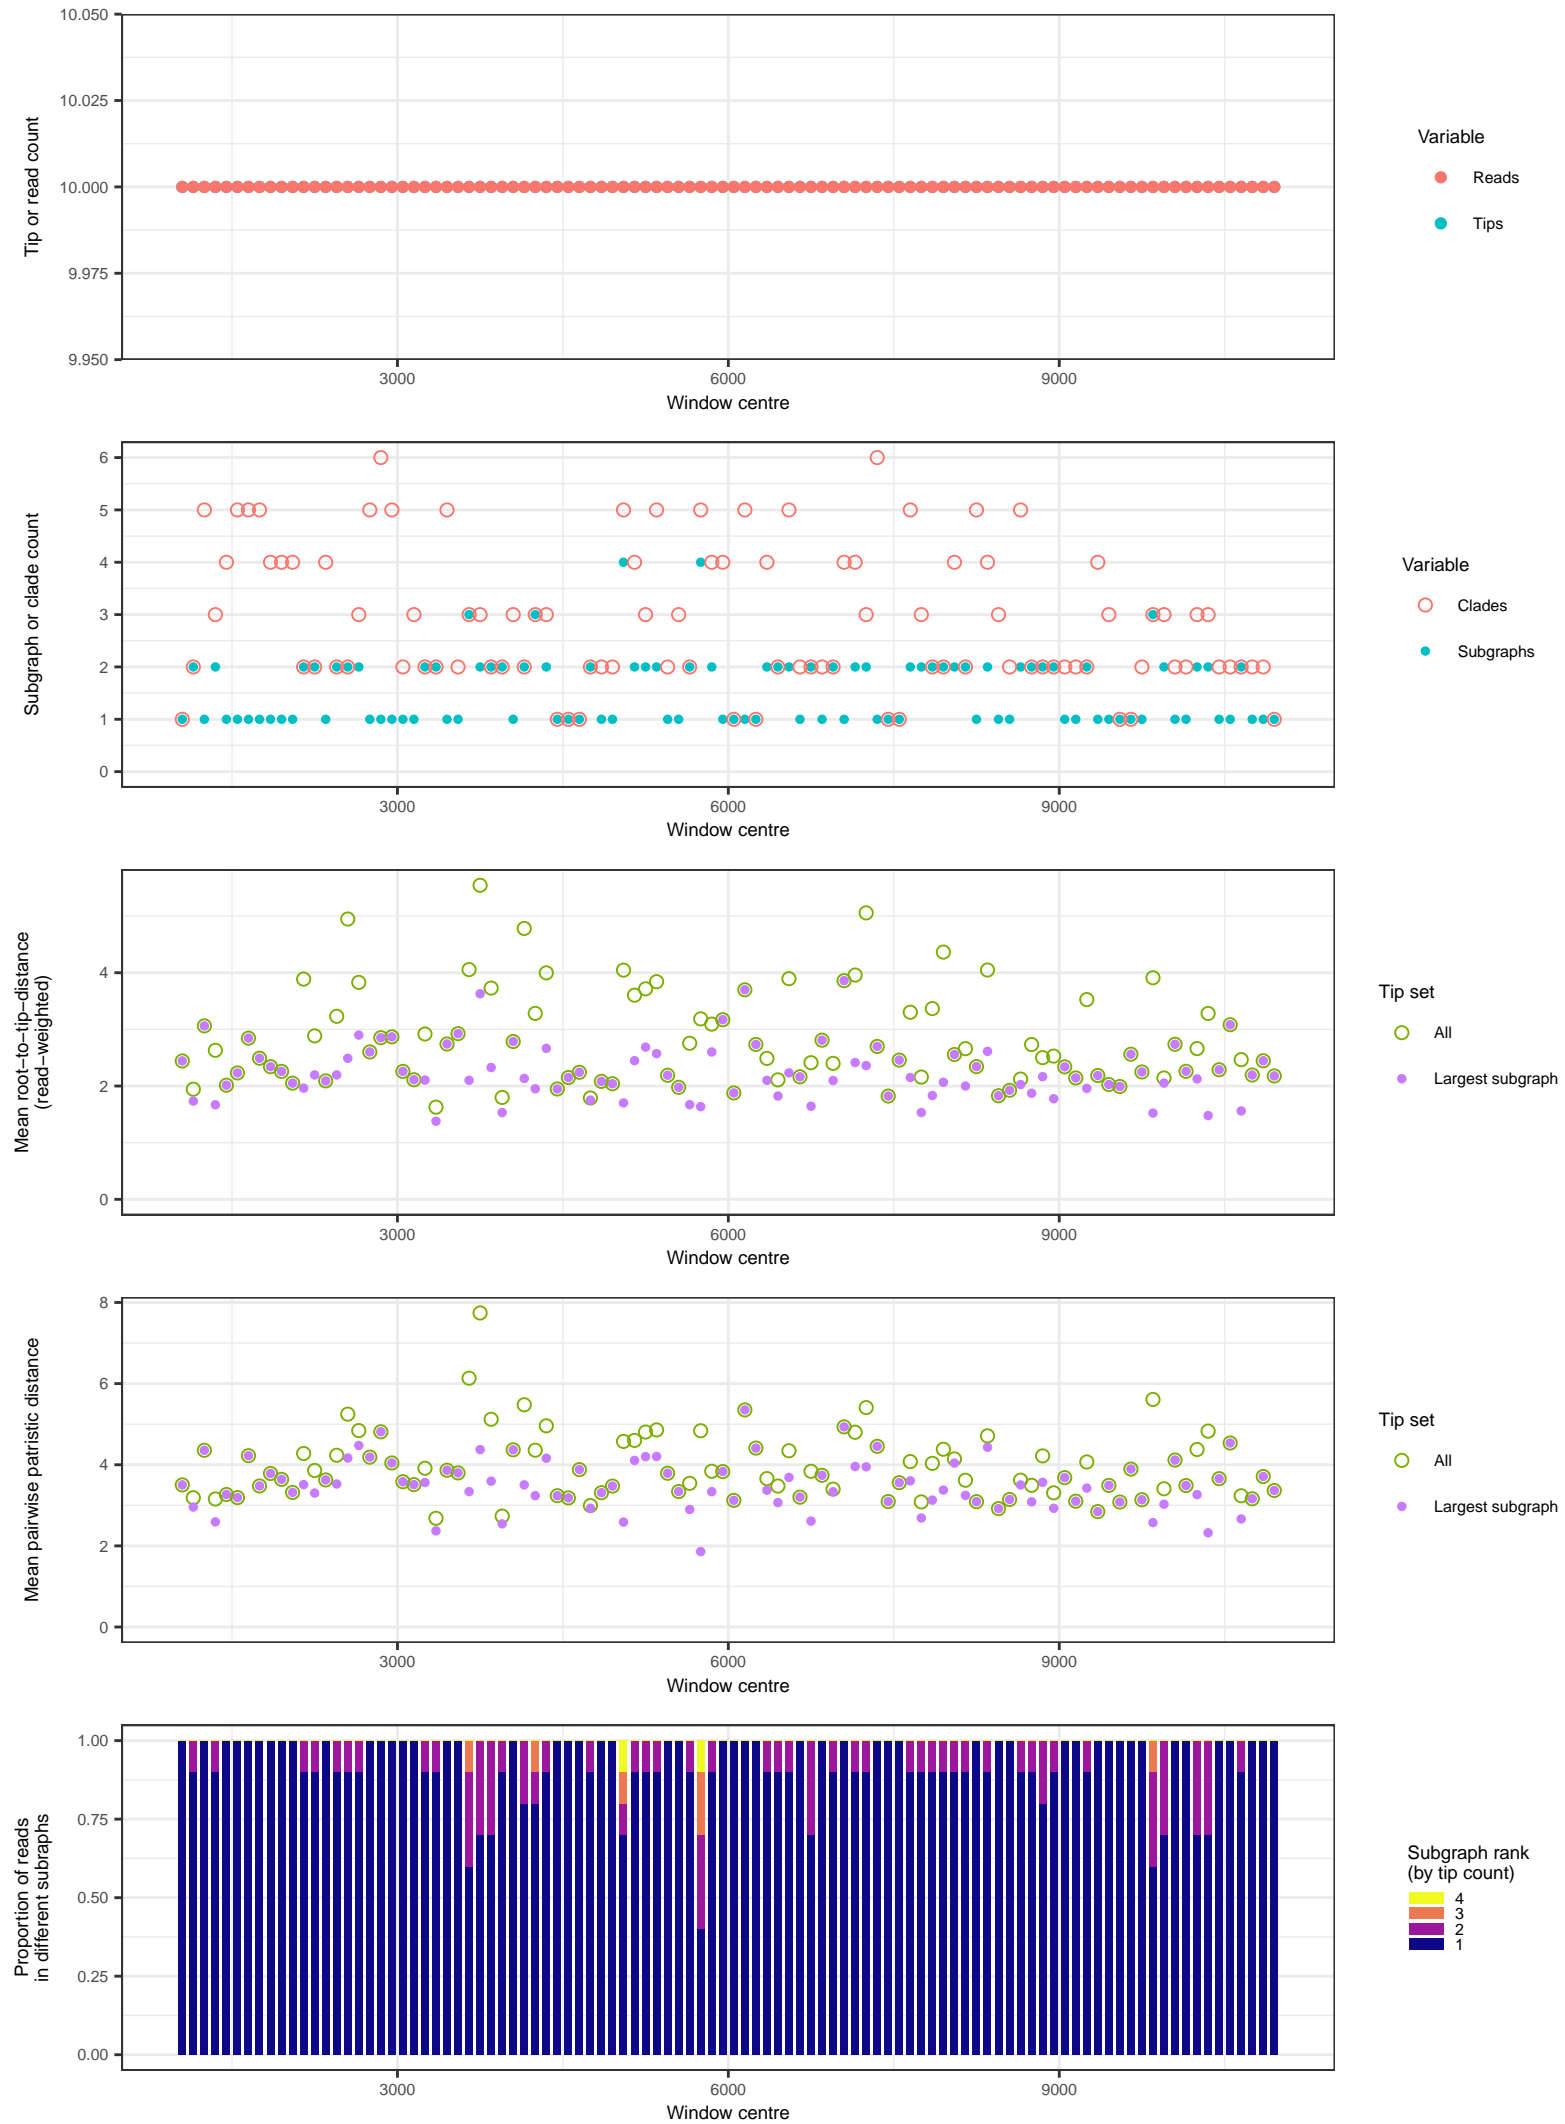 10.050
10.025
10.000
9.975
9.950
Tip or read count
3000
6000
9000
Window centre
Variable
Reads
Tips
6
5
4
3
2
1
0
Subgraph or clade count
3000
6000
9000
Window centre
Variable
Clades
Subgraphs
4
2
0
Mean root−to−tip−distance
(read−weighted)
3000
6000
9000
Window centre
Tip set
All
Largest subgraph
8
6
4
2
0
Mean pairwise patristic distance
3000
6000
9000
Window centre
Tip set
All
Largest subgraph
1.00
0.75
0.50
0.25
0.00
Proportion of reads
in different subraphs
3000
6000
9000
Window centre
Subgraph rank
(by tip count)
4
3
2
1